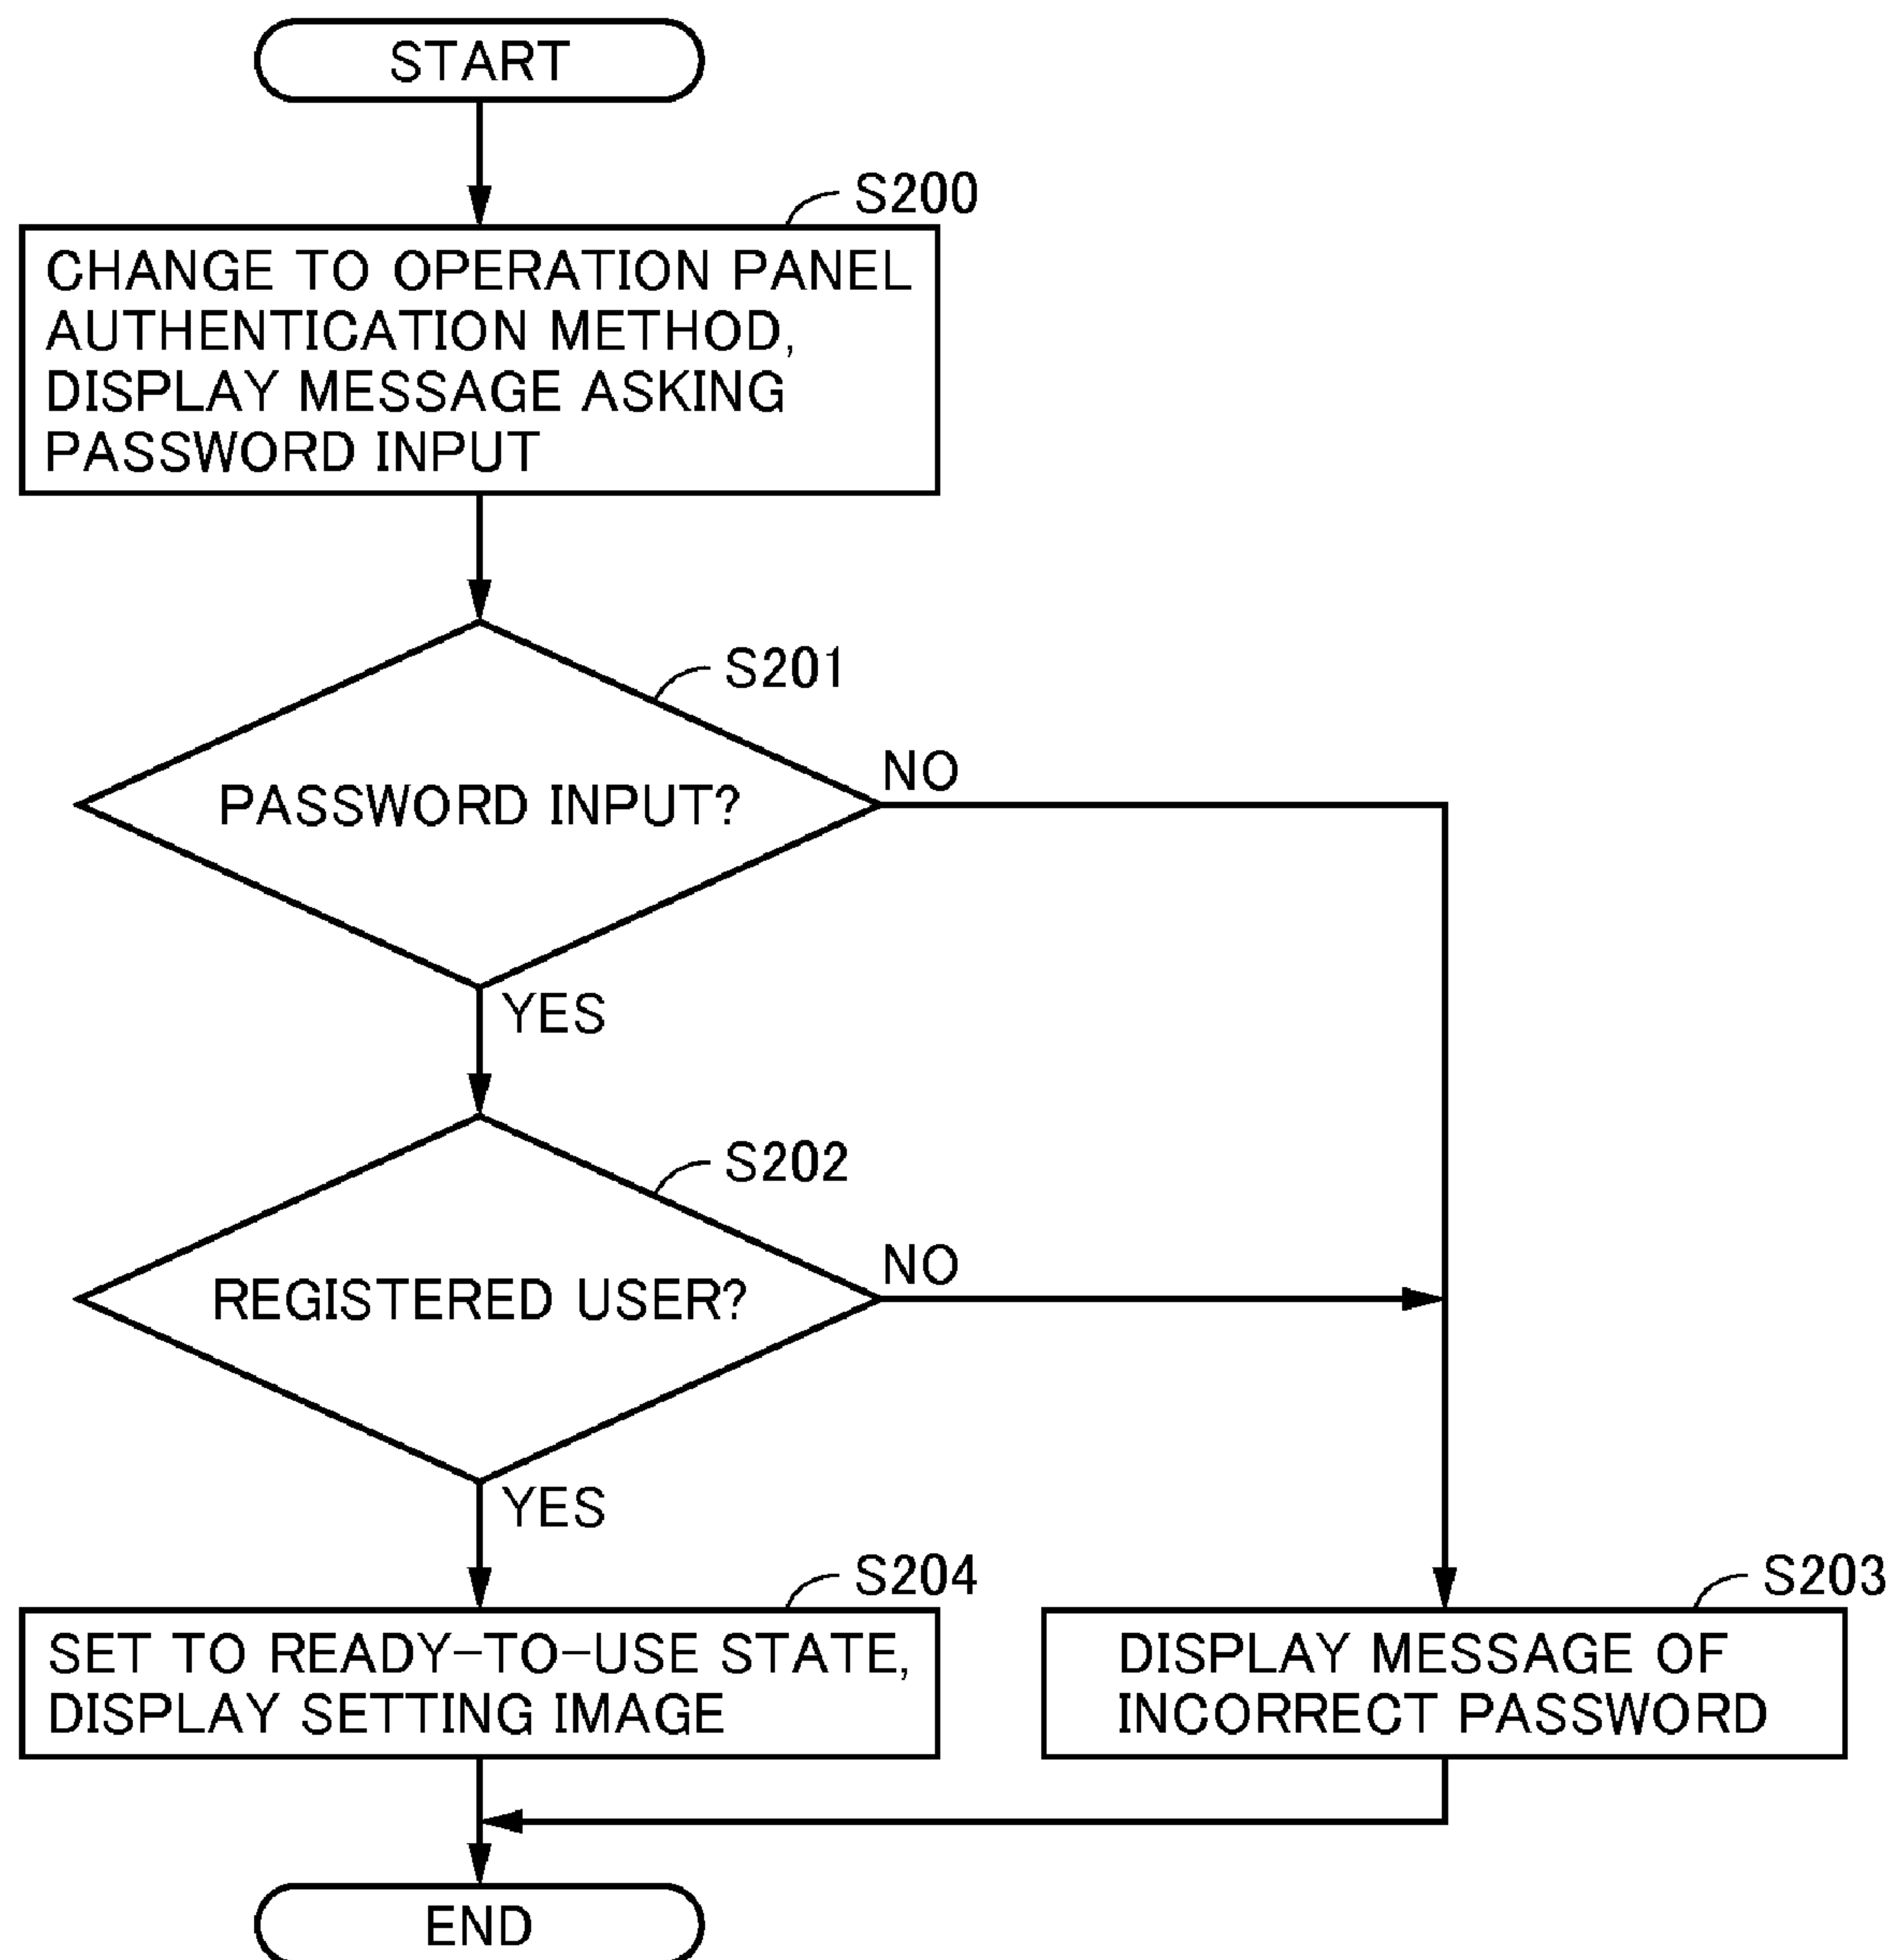 START
S200
CHANGE TO OPERATION PANEL
AUTHENTICATION METHOD,
DISPLAY MESSAGE ASKING
PASSWORD INPUT
S201
PASSWORD INPUT?
NO
YES
S202
REGISTERED USER?
NO
YES
S204
SET TO READY-TO-USE STATE,
DISPLAY SETTING IMAGE
S203
DISPLAY MESSAGE OF
INCORRECT PASSWORD
END